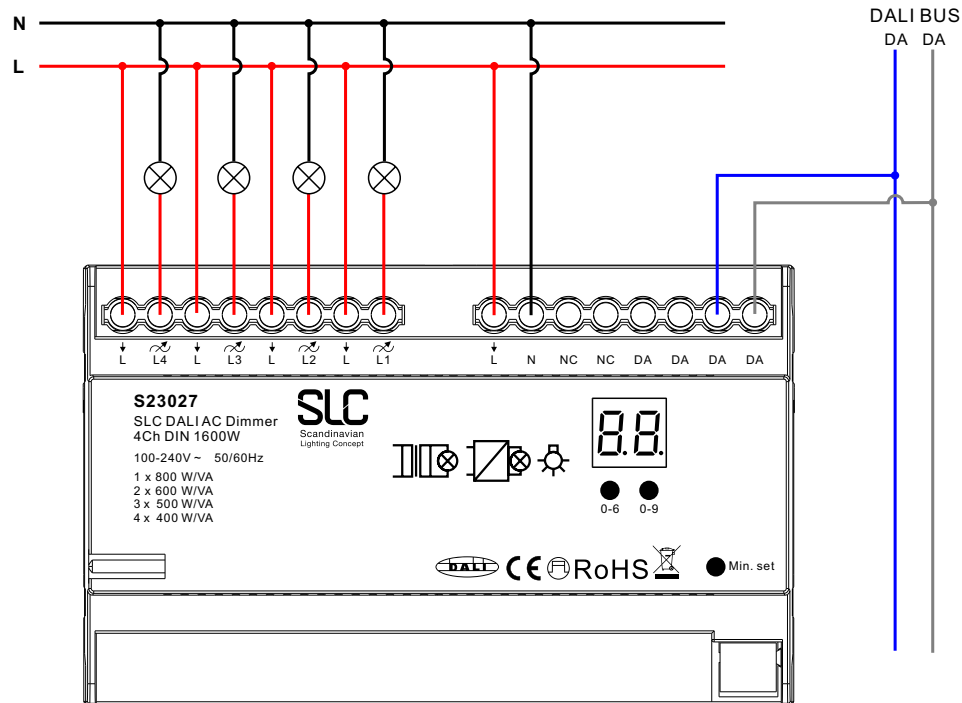 DALI BUS
DA DA
N
L
L L4 L L3 L L2 L L1 L N NC NC DA DA DA DA
S23027
SLC DALI AC Dimmer
4Ch DIN 1600W
100-240V ~ 50/60Hz
1 x 800 W/VA
2 x 600 W/VA
3 x 500 W/VA
4 x 400 W/VA
SLC
Scandinavian
Lighting Concept
8.8.
0-6 0-9
DALI CE RoHS Min. set